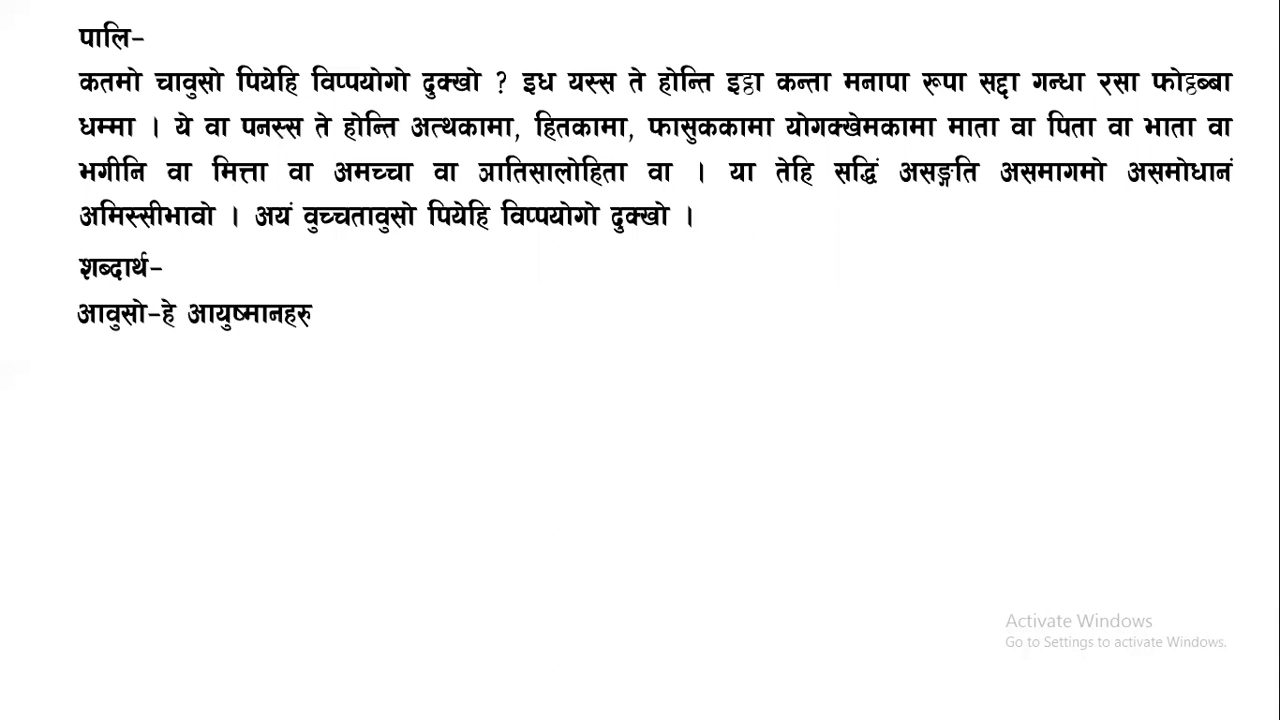 पालि-
कतमो चावुसो पियेहि विप्पयोगो दुक्खो ? इध यस्स ते होन्ति इट्ठा कन्ता मनापा रूपा सद्दा गन्धा रसा फोट्ठब्बा
धम्मा । ये वा पनस्स ते होन्ति अत्थकामा, हितकामा, फासुककामा योगक्खेमकामा माता वा पिता वा भाता वा
भगीनि वा मित्ता वा अमच्चा वा ञातिसालोहिता वा । या तेहि सद्धिं असङ्गति असमागमो असमोधानं
अमिस्सीभावो । अयं वुच्चतावुसो पियेहि विप्पयोगो दुक्खो ।
शब्दार्थ-
आवुसो-हे आयुष्मानहरु
Activate Windows
Go to Settings to activate Windows.